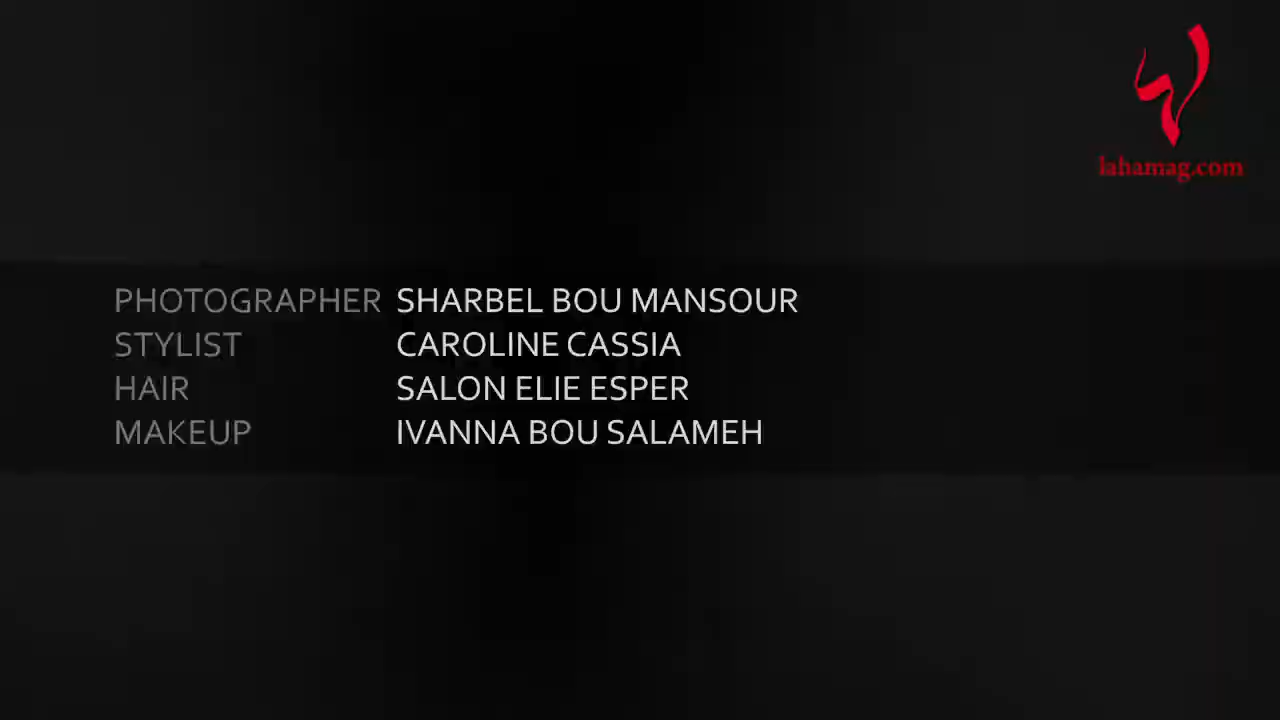 lahamag.com
PHOTOGRAPHER SHARBEL BOU MANSOUR
STYLIST CAROLINE CASSIA
HAIR SALON ELIE ESPER
MAKEUP IVANNA BOU SALAMEH